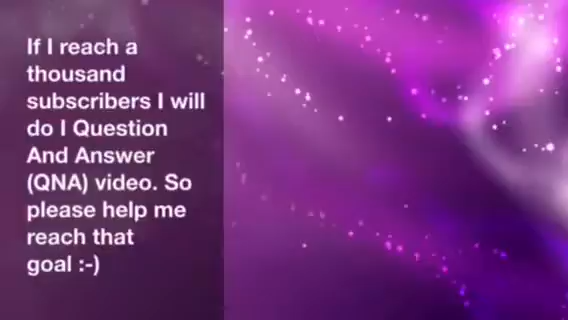 If I reach a
thousand
subscribers I will
do I Question
And Answer
(QNA) video. So
please help me
reach that
goal :-)